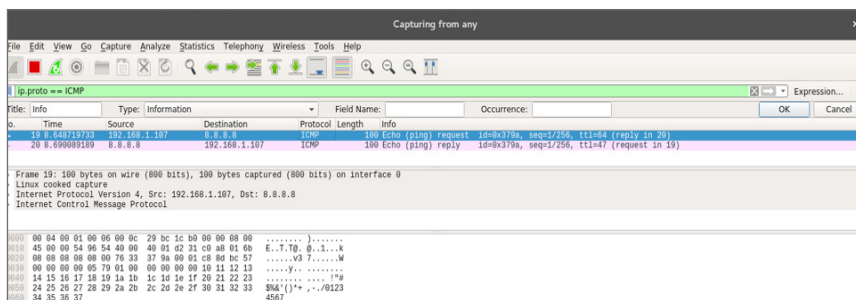 Capturing from any
File Edit View Go Capture Analyze Statistics Telephony Wireless Tools Help
ip.proto == ICMP Expression...
Title: Info Type: Information Field Name: Occurrence: OK Cancel
o. Time Source Destination Protocol Length Info
19 8.648719733 192.168.1.107 8.8.8.8 ICMP 100 Echo (ping) request id=0x379a, seq=1/256, ttl=64 (reply in 20)
20 8.690089189 8.8.8.8 192.168.1.107 ICMP 100 Echo (ping) reply id=0x379a, seq=1/256, ttl=47 (request in 19)
Frame 19: 100 bytes on wire (800 bits), 100 bytes captured (800 bits) on interface 0
Linux cooked capture
Internet Protocol Version 4, Src: 192.168.1.107, Dst: 8.8.8.8
Internet Control Message Protocol
0000 00 04 00 01 00 06 00 0c 29 bc 1c b0 00 00 08 00 ........ ).......
0010 45 00 00 54 96 54 40 00 40 01 d2 31 c0 a8 01 6b E..T.T@. @..1...k
0020 08 08 08 08 08 00 76 33 37 9a 00 01 c8 8d bc 57 ......v3 7......W
0030 00 00 00 00 05 79 01 00 00 00 00 00 10 11 12 13 .....y.. ........
0040 14 15 16 17 18 19 1a 1b 1c 1d 1e 1f 20 21 22 23 ........ .... !"#
0050 24 25 26 27 28 29 2a 2b 2c 2d 2e 2f 30 31 32 33 $%&'()*+ ,-./0123
0060 34 35 36 37 4567